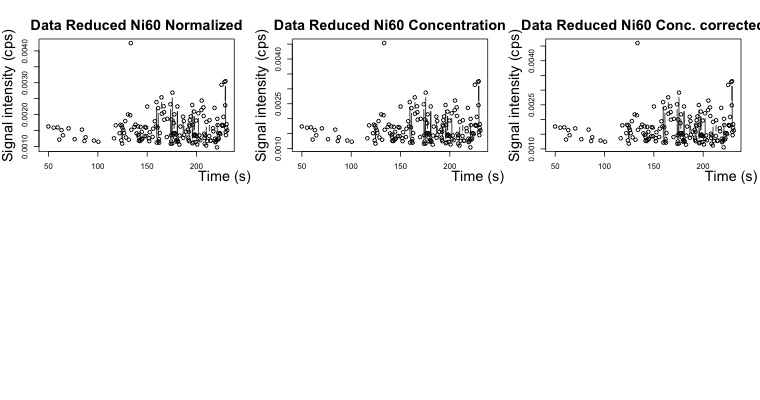 Data Reduced Ni60 Normalized
Signal intensity (cps)
0.0010 0.0020 0.0030 0.0040
50 100 150 200
Time (s)
Data Reduced Ni60 Concentration
Signal intensity (cps)
0.0010 0.0025 0.0040
50 100 150 200
Time (s)
Data Reduced Ni60 Conc. corrected
Signal intensity (cps)
0.0010 0.0025 0.0040
50 100 150 200
Time (s)